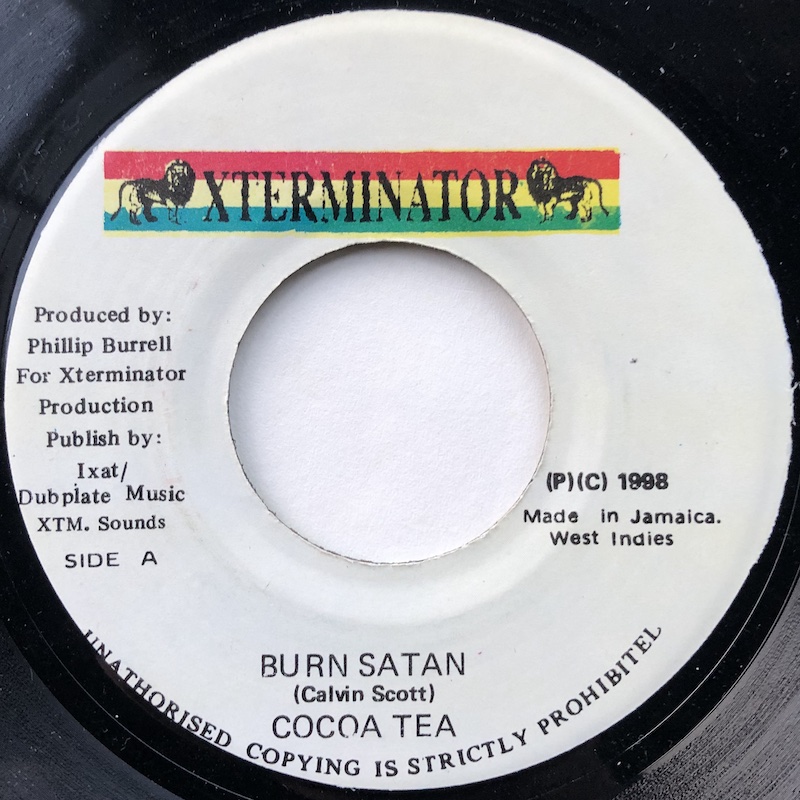 XTERMINATOR
Produced by:
Phillip Burrell
For Xterminator
Production
Publish by:
Ixat/
Dubplate Music
XTM. Sounds
SIDE A
(P)(C) 1998
Made in Jamaica.
West Indies
BURN SATAN
(Calvin Scott)
COCOA TEA
UNATHORISED COPYING IS STRICTLY PROHIBITEL